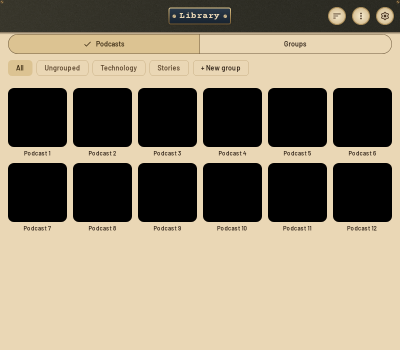 Library
Podcasts Groups
All Ungrouped Technology Stories + New group
Podcast 1 Podcast 2 Podcast 3 Podcast 4 Podcast 5 Podcast 6
Podcast 7 Podcast 8 Podcast 9 Podcast 10 Podcast 11 Podcast 12